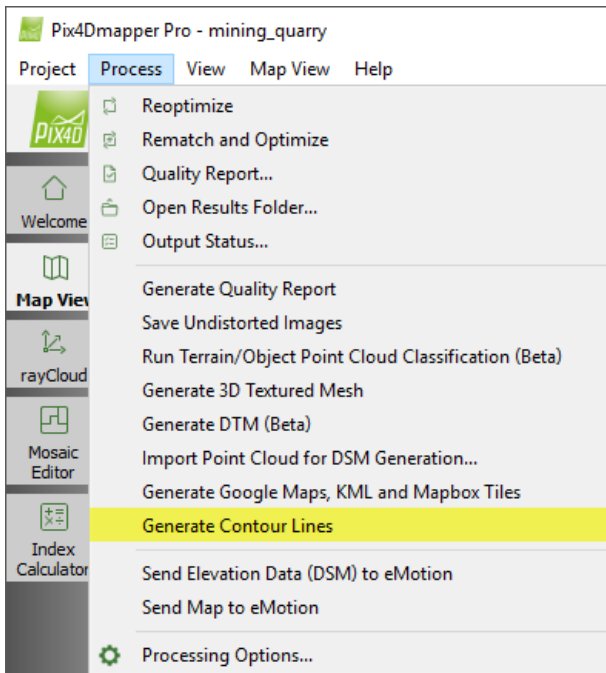 Pix4Dmapper Pro - mining_quarry
Project Process View Map View Help
PIX4D
Reoptimize
Rematch and Optimize
Quality Report...
Open Results Folder...
Output Status...
Generate Quality Report
Save Undistorted Images
Run Terrain/Object Point Cloud Classification (Beta)
Generate 3D Textured Mesh
Generate DTM (Beta)
Import Point Cloud for DSM Generation...
Generate Google Maps, KML and Mapbox Tiles
Generate Contour Lines
Send Elevation Data (DSM) to eMotion
Send Map to eMotion
Processing Options...
Welcome
Map View
rayCloud
Mosaic
Editor
Index
Calculator